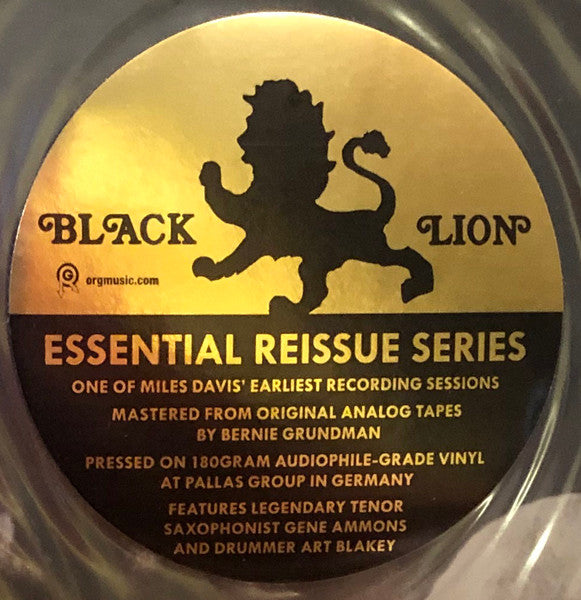 BLACK LION
orgmusic.com
ESSENTIAL REISSUE SERIES
ONE OF MILES DAVIS' EARLIEST RECORDING SESSIONS
MASTERED FROM ORIGINAL ANALOG TAPES
BY BERNIE GRUNDMAN
PRESSED ON 180GRAM AUDIOPHILE-GRADE VINYL
AT PALLAS GROUP IN GERMANY
FEATURES LEGENDARY TENOR
SAXOPHONIST GENE AMMONS
AND DRUMMER ART BLAKEY